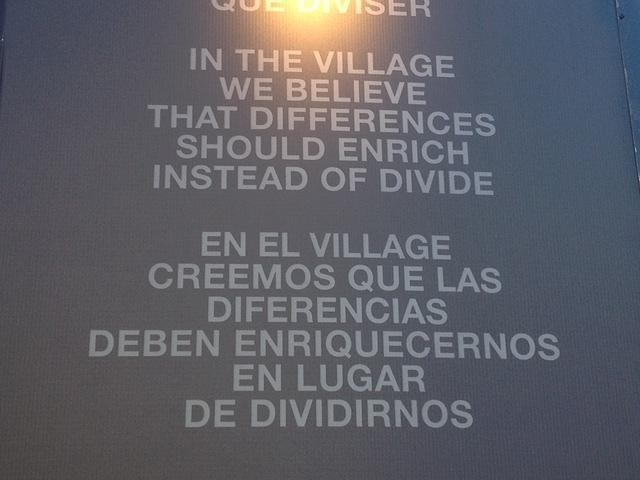 QUE DIVISER
IN THE VILLAGE
WE BELIEVE
THAT DIFFERENCES
SHOULD ENRICH
INSTEAD OF DIVIDE
EN EL VILLAGE
CREEMOS QUE LAS
DIFERENCIAS
DEBEN ENRIQUECERNOS
EN LUGAR
DE DIVIDIRNOS